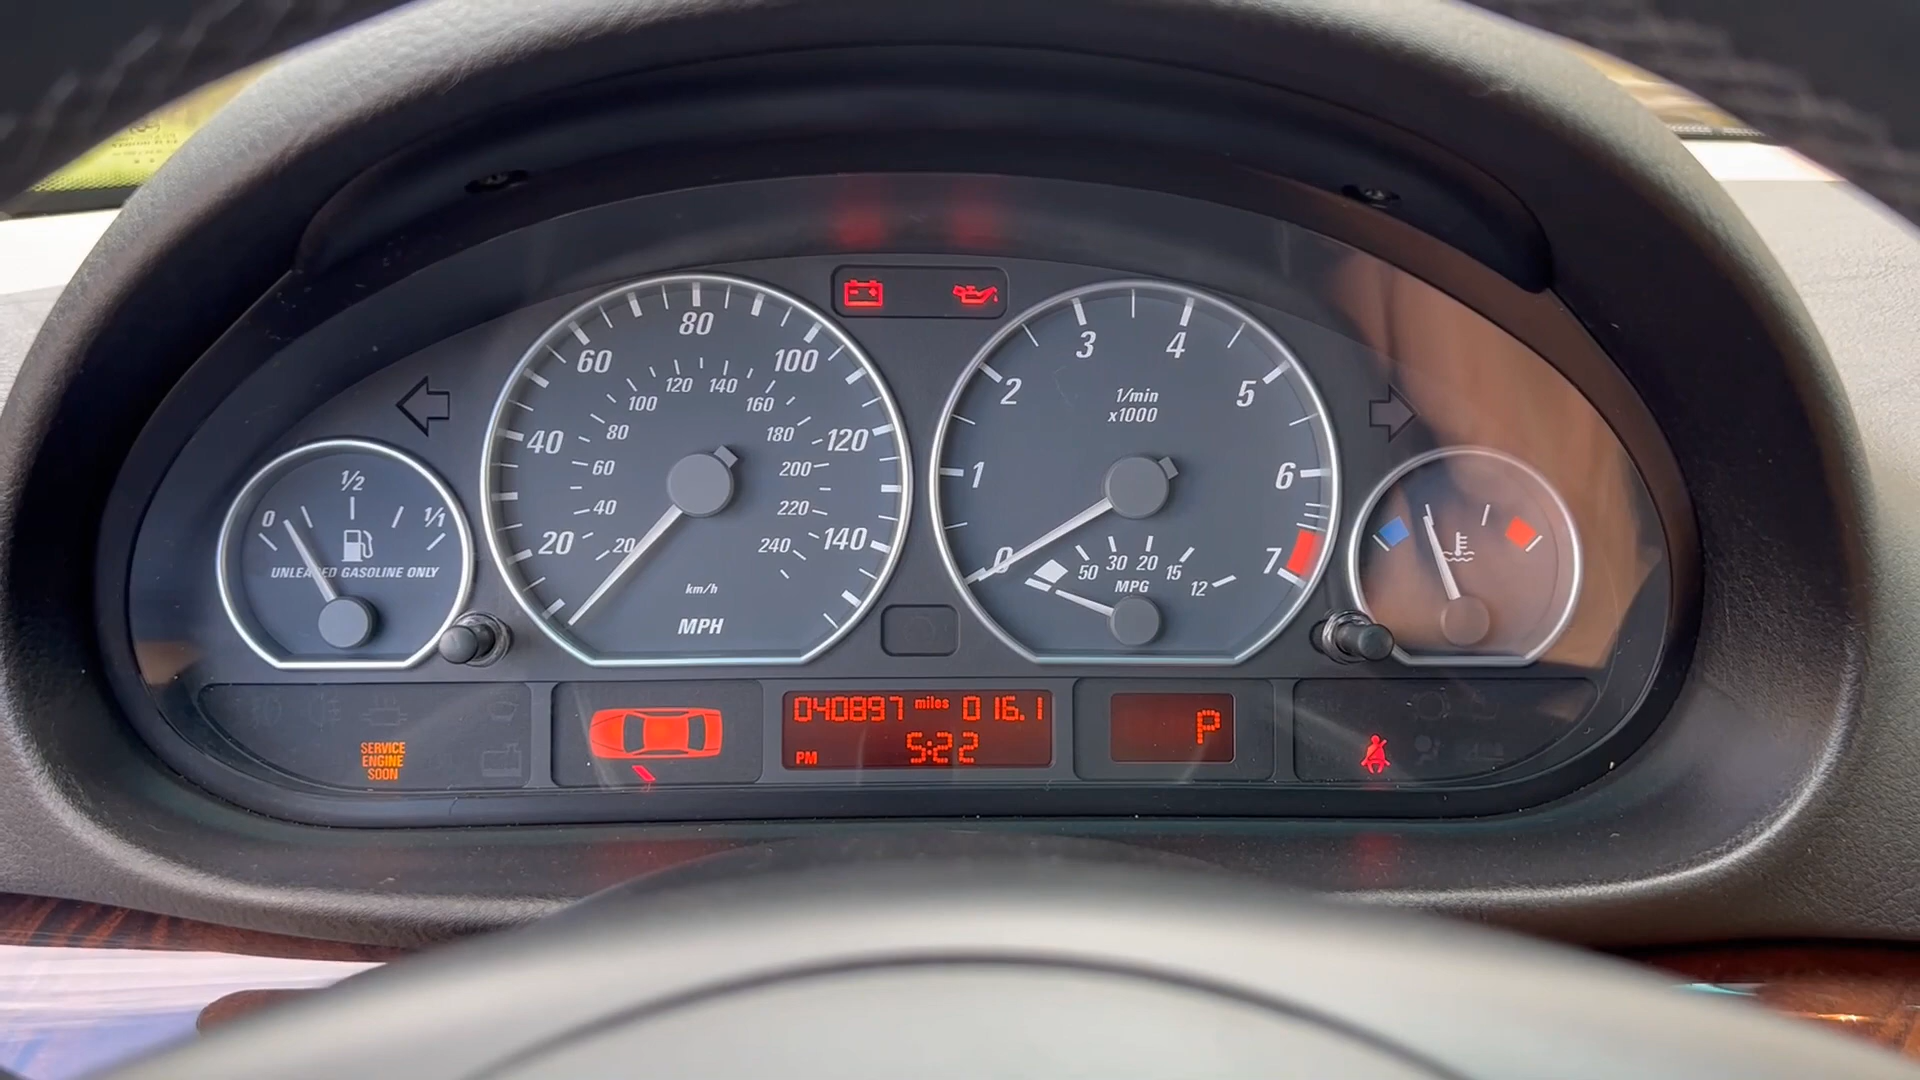 80
60
100
120 140
100
160
40
80
180
120
60
200
40
220
20
20
240
140
km/h
MPH
3
4
2
5
1/min
x1000
1
6
0
7
50 30 20 15 12
MPG
0
1/2
1/1
UNLEADED GASOLINE ONLY
SERVICE
ENGINE
SOON
040897 miles 016.1
PM 5:22
P